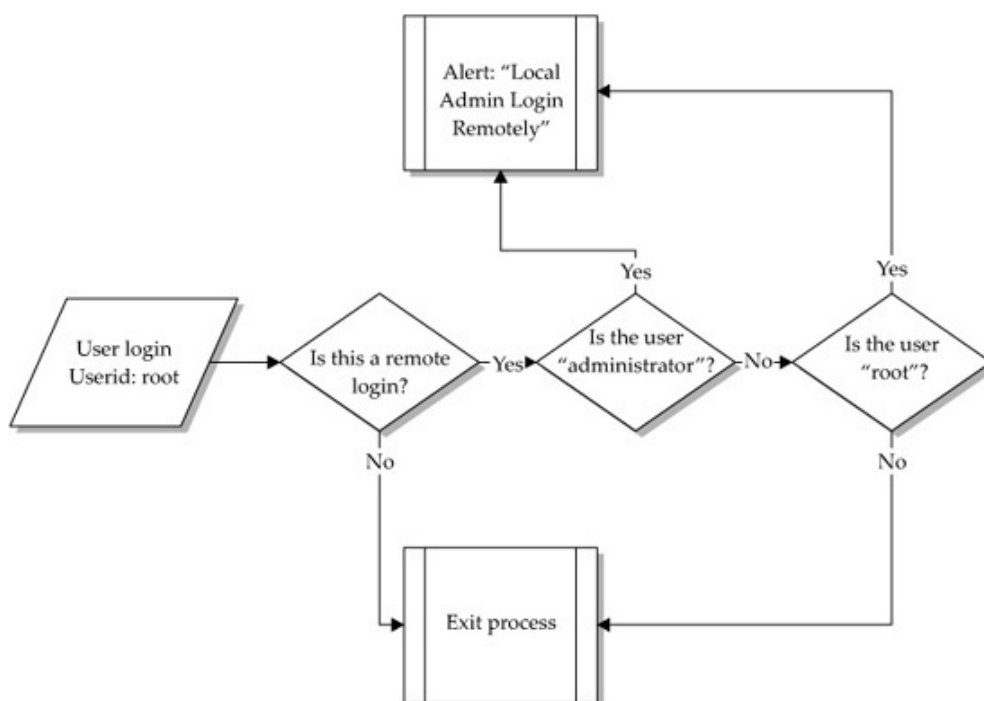 Alert: “Local
Admin Login
Remotely”
Yes
Yes
User login
Userid: root
Is this a remote
login?
Yes
Is the user
“administrator”?
No
Is the user
“root”?
No
No
Exit process